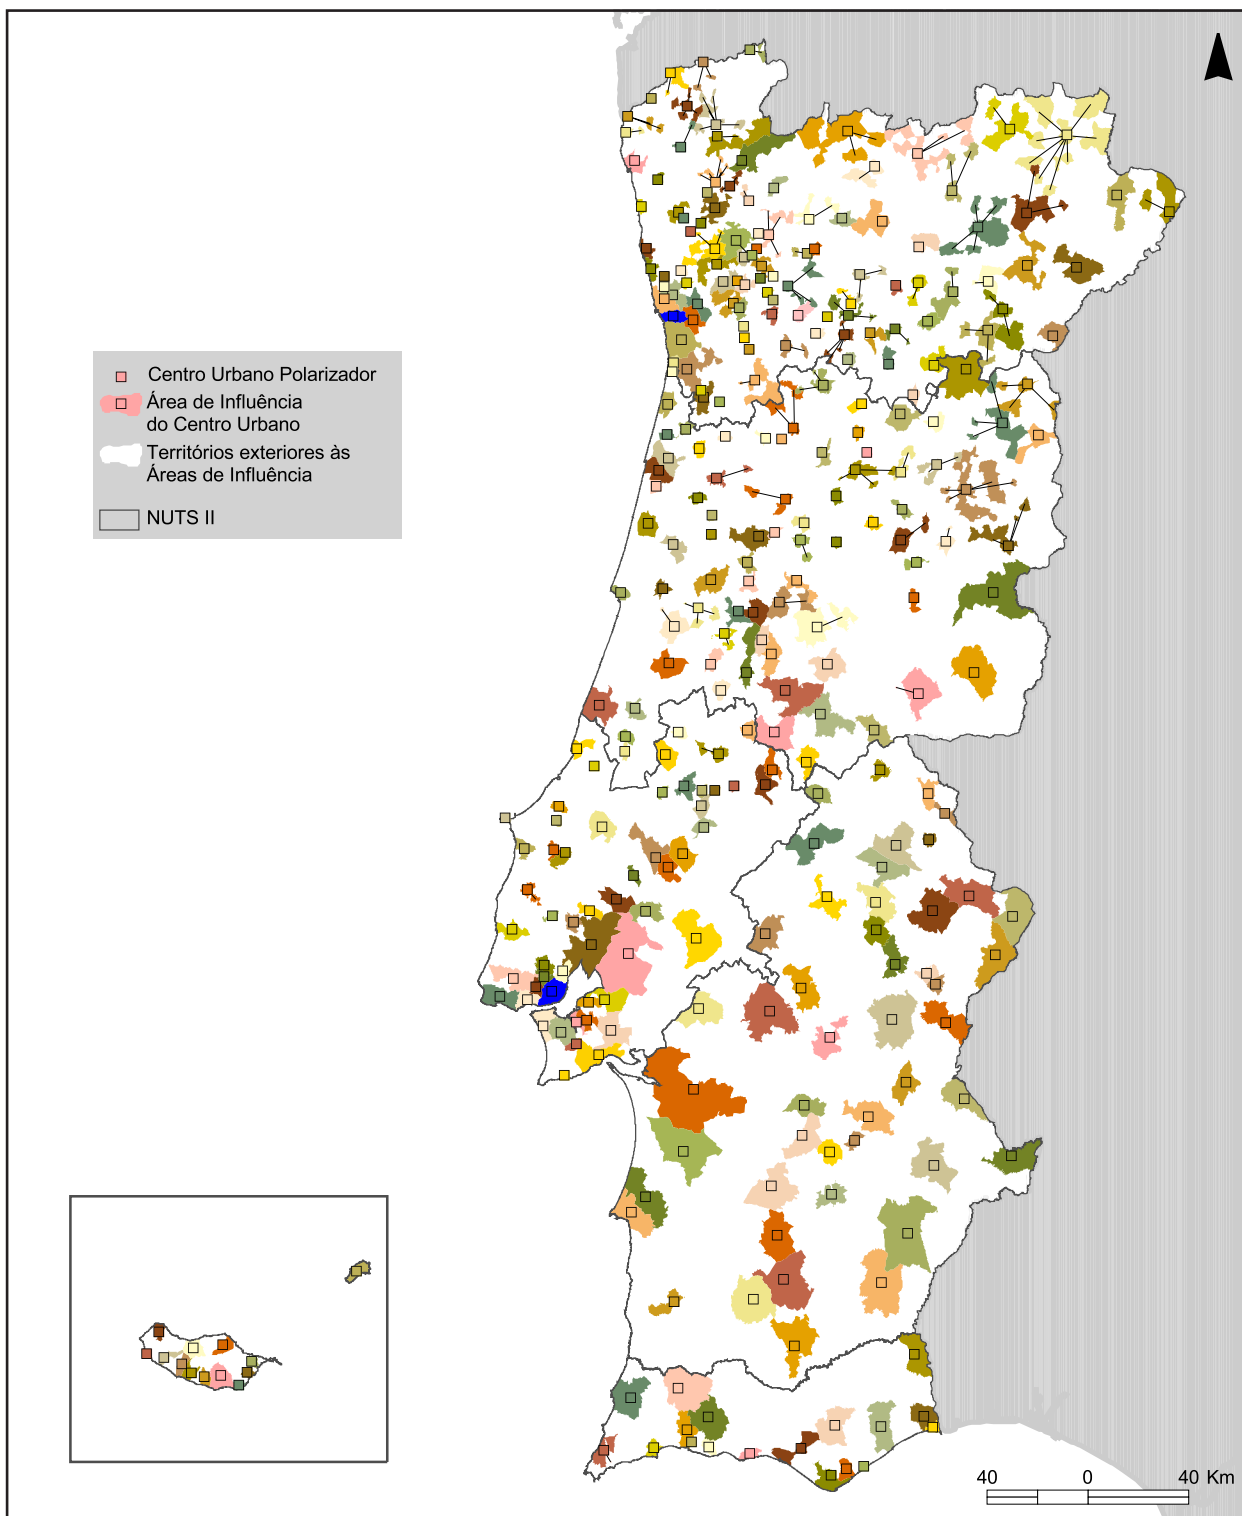 Centro Urbano Polarizador
Área de Influência
do Centro Urbano
Territórios exteriores às
Áreas de Influência
NUTS II
40 0 40 Km